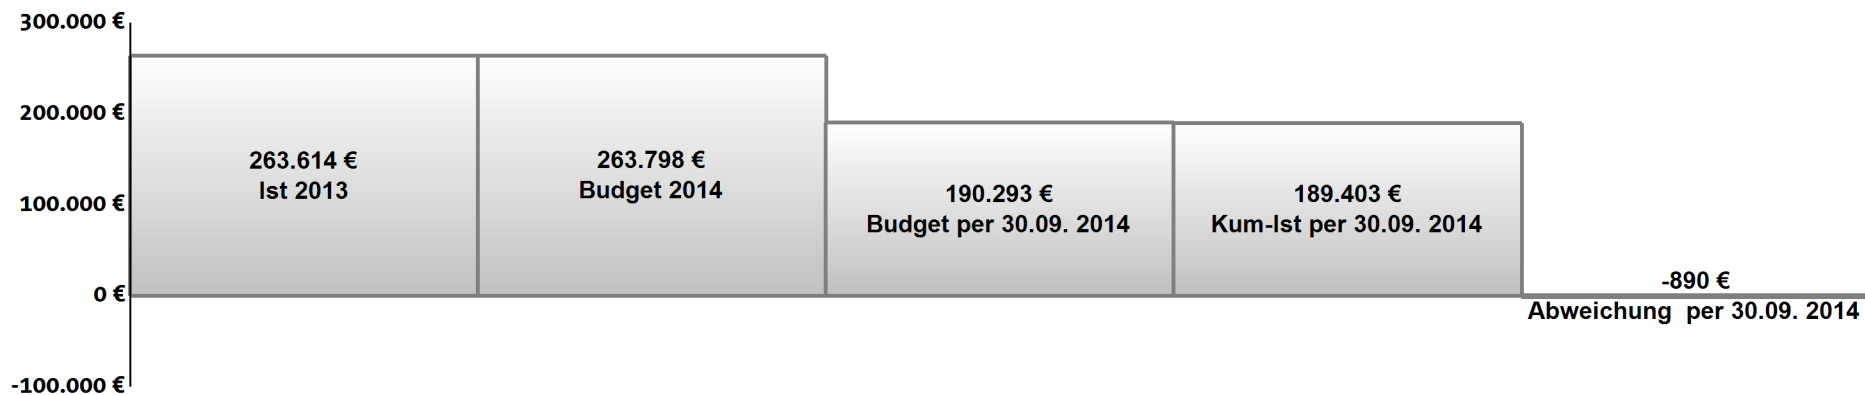 300.000 €
200.000 €
100.000 €
0 €
-100.000 €
263.614 €
Ist 2013
263.798 €
Budget 2014
190.293 €
Budget per 30.09. 2014
189.403 €
Kum-Ist per 30.09. 2014
-890 €
Abweichung  per 30.09. 2014